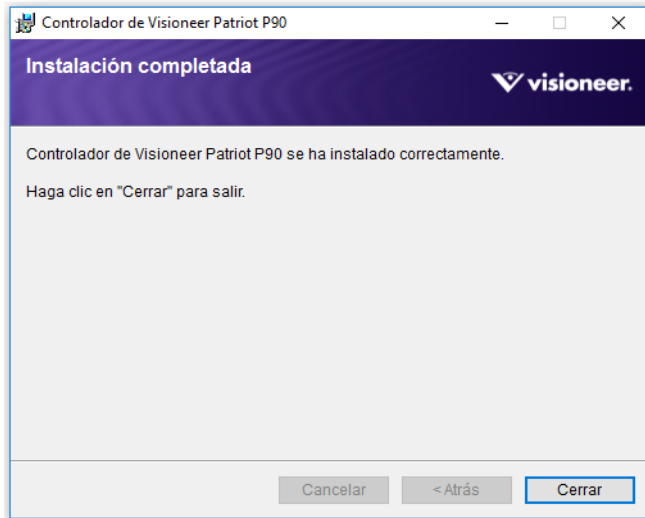 Controlador de Visioneer Patriot P90
Instalación completada
visioneer.
Controlador de Visioneer Patriot P90 se ha instalado correctamente.
Haga clic en "Cerrar" para salir.
Cancelar < Atrás Cerrar